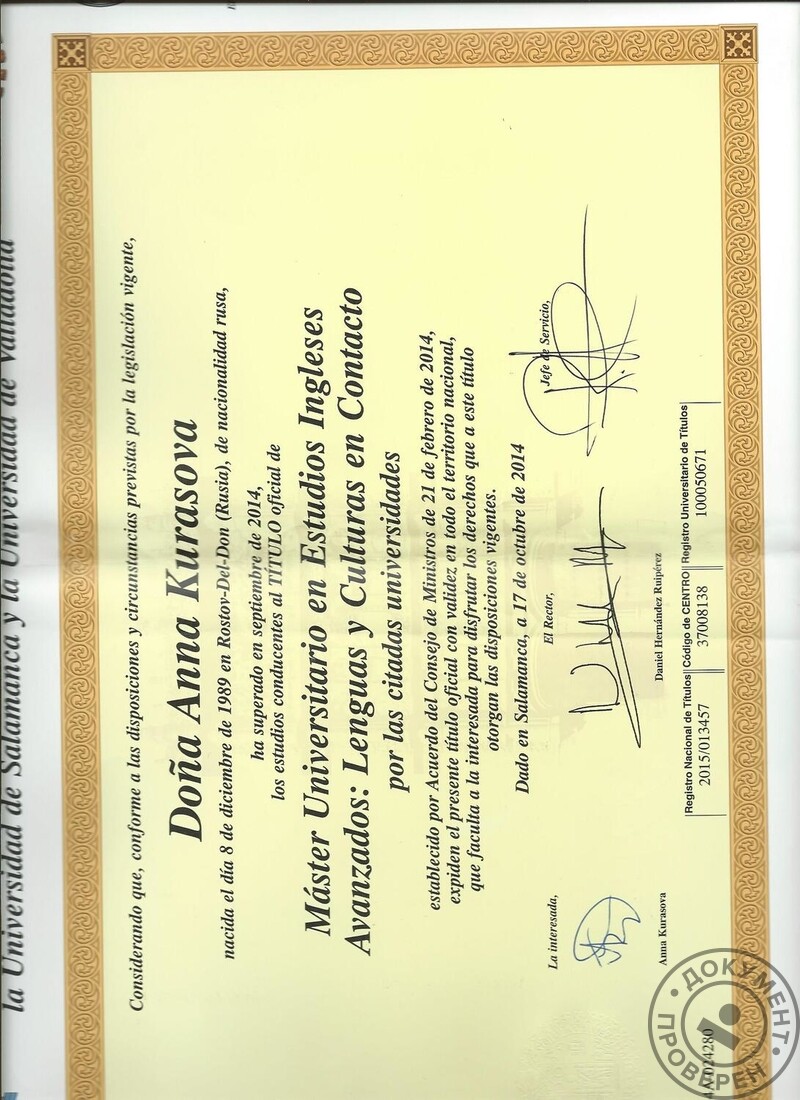 la Universidad de Salamanca y la Universidad de Valladolid
Considerando que, conforme a las disposiciones y circunstancias previstas por la legislación vigente,
Doña Anna Kurasova
nacida el día 8 de diciembre de 1989 en Rostov-Del-Don (Rusia), de nacionalidad rusa,
ha superado en septiembre de 2014,
los estudios conducentes al TÍTULO oficial de
Máster Universitario en Estudios Ingleses
Avanzados: Lenguas y Culturas en Contacto
por las citadas universidades
establecido por Acuerdo del Consejo de Ministros de 21 de febrero de 2014,
expiden el presente título oficial con validez en todo el territorio nacional,
que faculta a la interesada para disfrutar los derechos que a este título
otorgan las disposiciones vigentes.
Dado en Salamanca, a 17 de octubre de 2014
La interesada,
El Rector,
Jefe de Servicio,
Anna Kurasova
Daniel Hernández Ruipérez
Registro Nacional de Títulos Código de CENTRO Registro Universitario de Títulos
2015/013457 37008138 100050671
024280
ДОКУМЕНТ
ПРОВЕРЕН